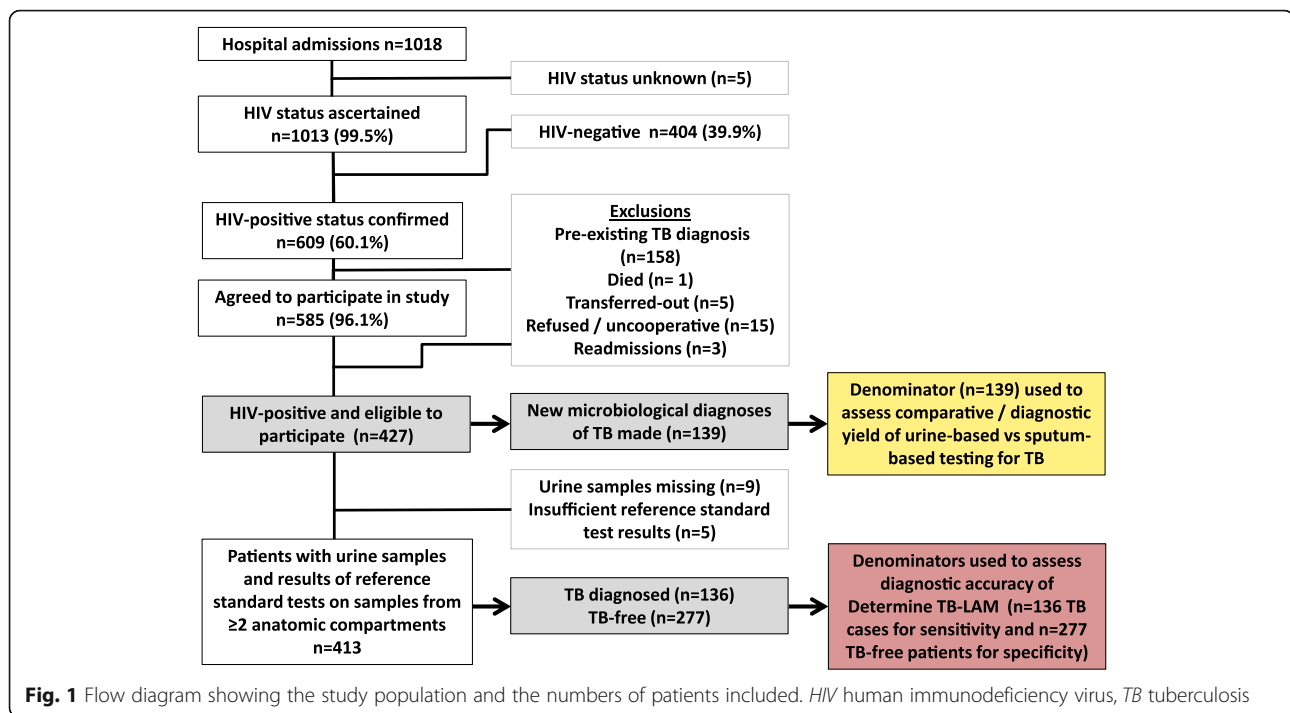 Hospital admissions n=1018
HIV status unknown (n=5)
HIV status ascertained
n=1013 (99.5%)
HIV-negative n=404 (39.9%)
HIV-positive status confirmed
n=609 (60.1%)
Exclusions
Pre-existing TB diagnosis
(n=158)
Died (n= 1)
Transferred-out (n=5)
Refused / uncooperative (n=15)
Readmissions (n=3)
Agreed to participate in study
n=585 (96.1%)
HIV-positive and eligible to
participate (n=427)
New microbiological diagnoses
of TB made (n=139)
Denominator (n=139) used to
assess comparative / diagnostic
yield of urine-based vs sputum-
based testing for TB
Urine samples missing (n=9)
Insufficient reference standard
test results (n=5)
Patients with urine samples
and results of reference
standard tests on samples from
≥2 anatomic compartments
n=413
TB diagnosed (n=136)
TB-free (n=277)
Denominators used to assess
diagnostic accuracy of
Determine TB-LAM (n=136 TB
cases for sensitivity and n=277
TB-free patients for specificity)
Fig. 1 Flow diagram showing the study population and the numbers of patients included. HIV human immunodeficiency virus, TB tuberculosis